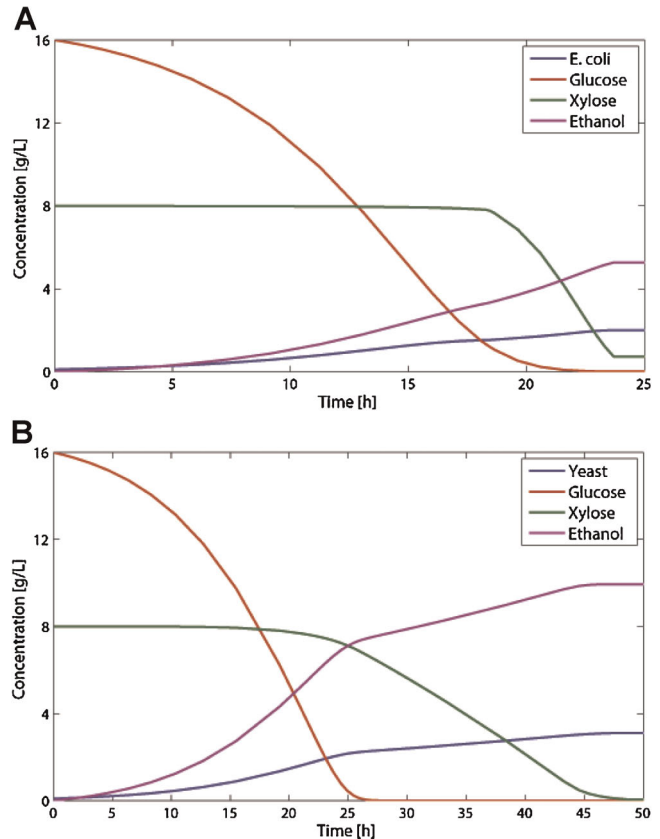 A
16
12
8
4
0
Concentration [g/L]
E. coli
Glucose
Xylose
Ethanol
0 5 10 15 20 25
Time [h]
B
16
12
8
4
0
Concentration [g/L]
Yeast
Glucose
Xylose
Ethanol
0 5 10 15 20 25 30 35 40 45 50
Time [h]